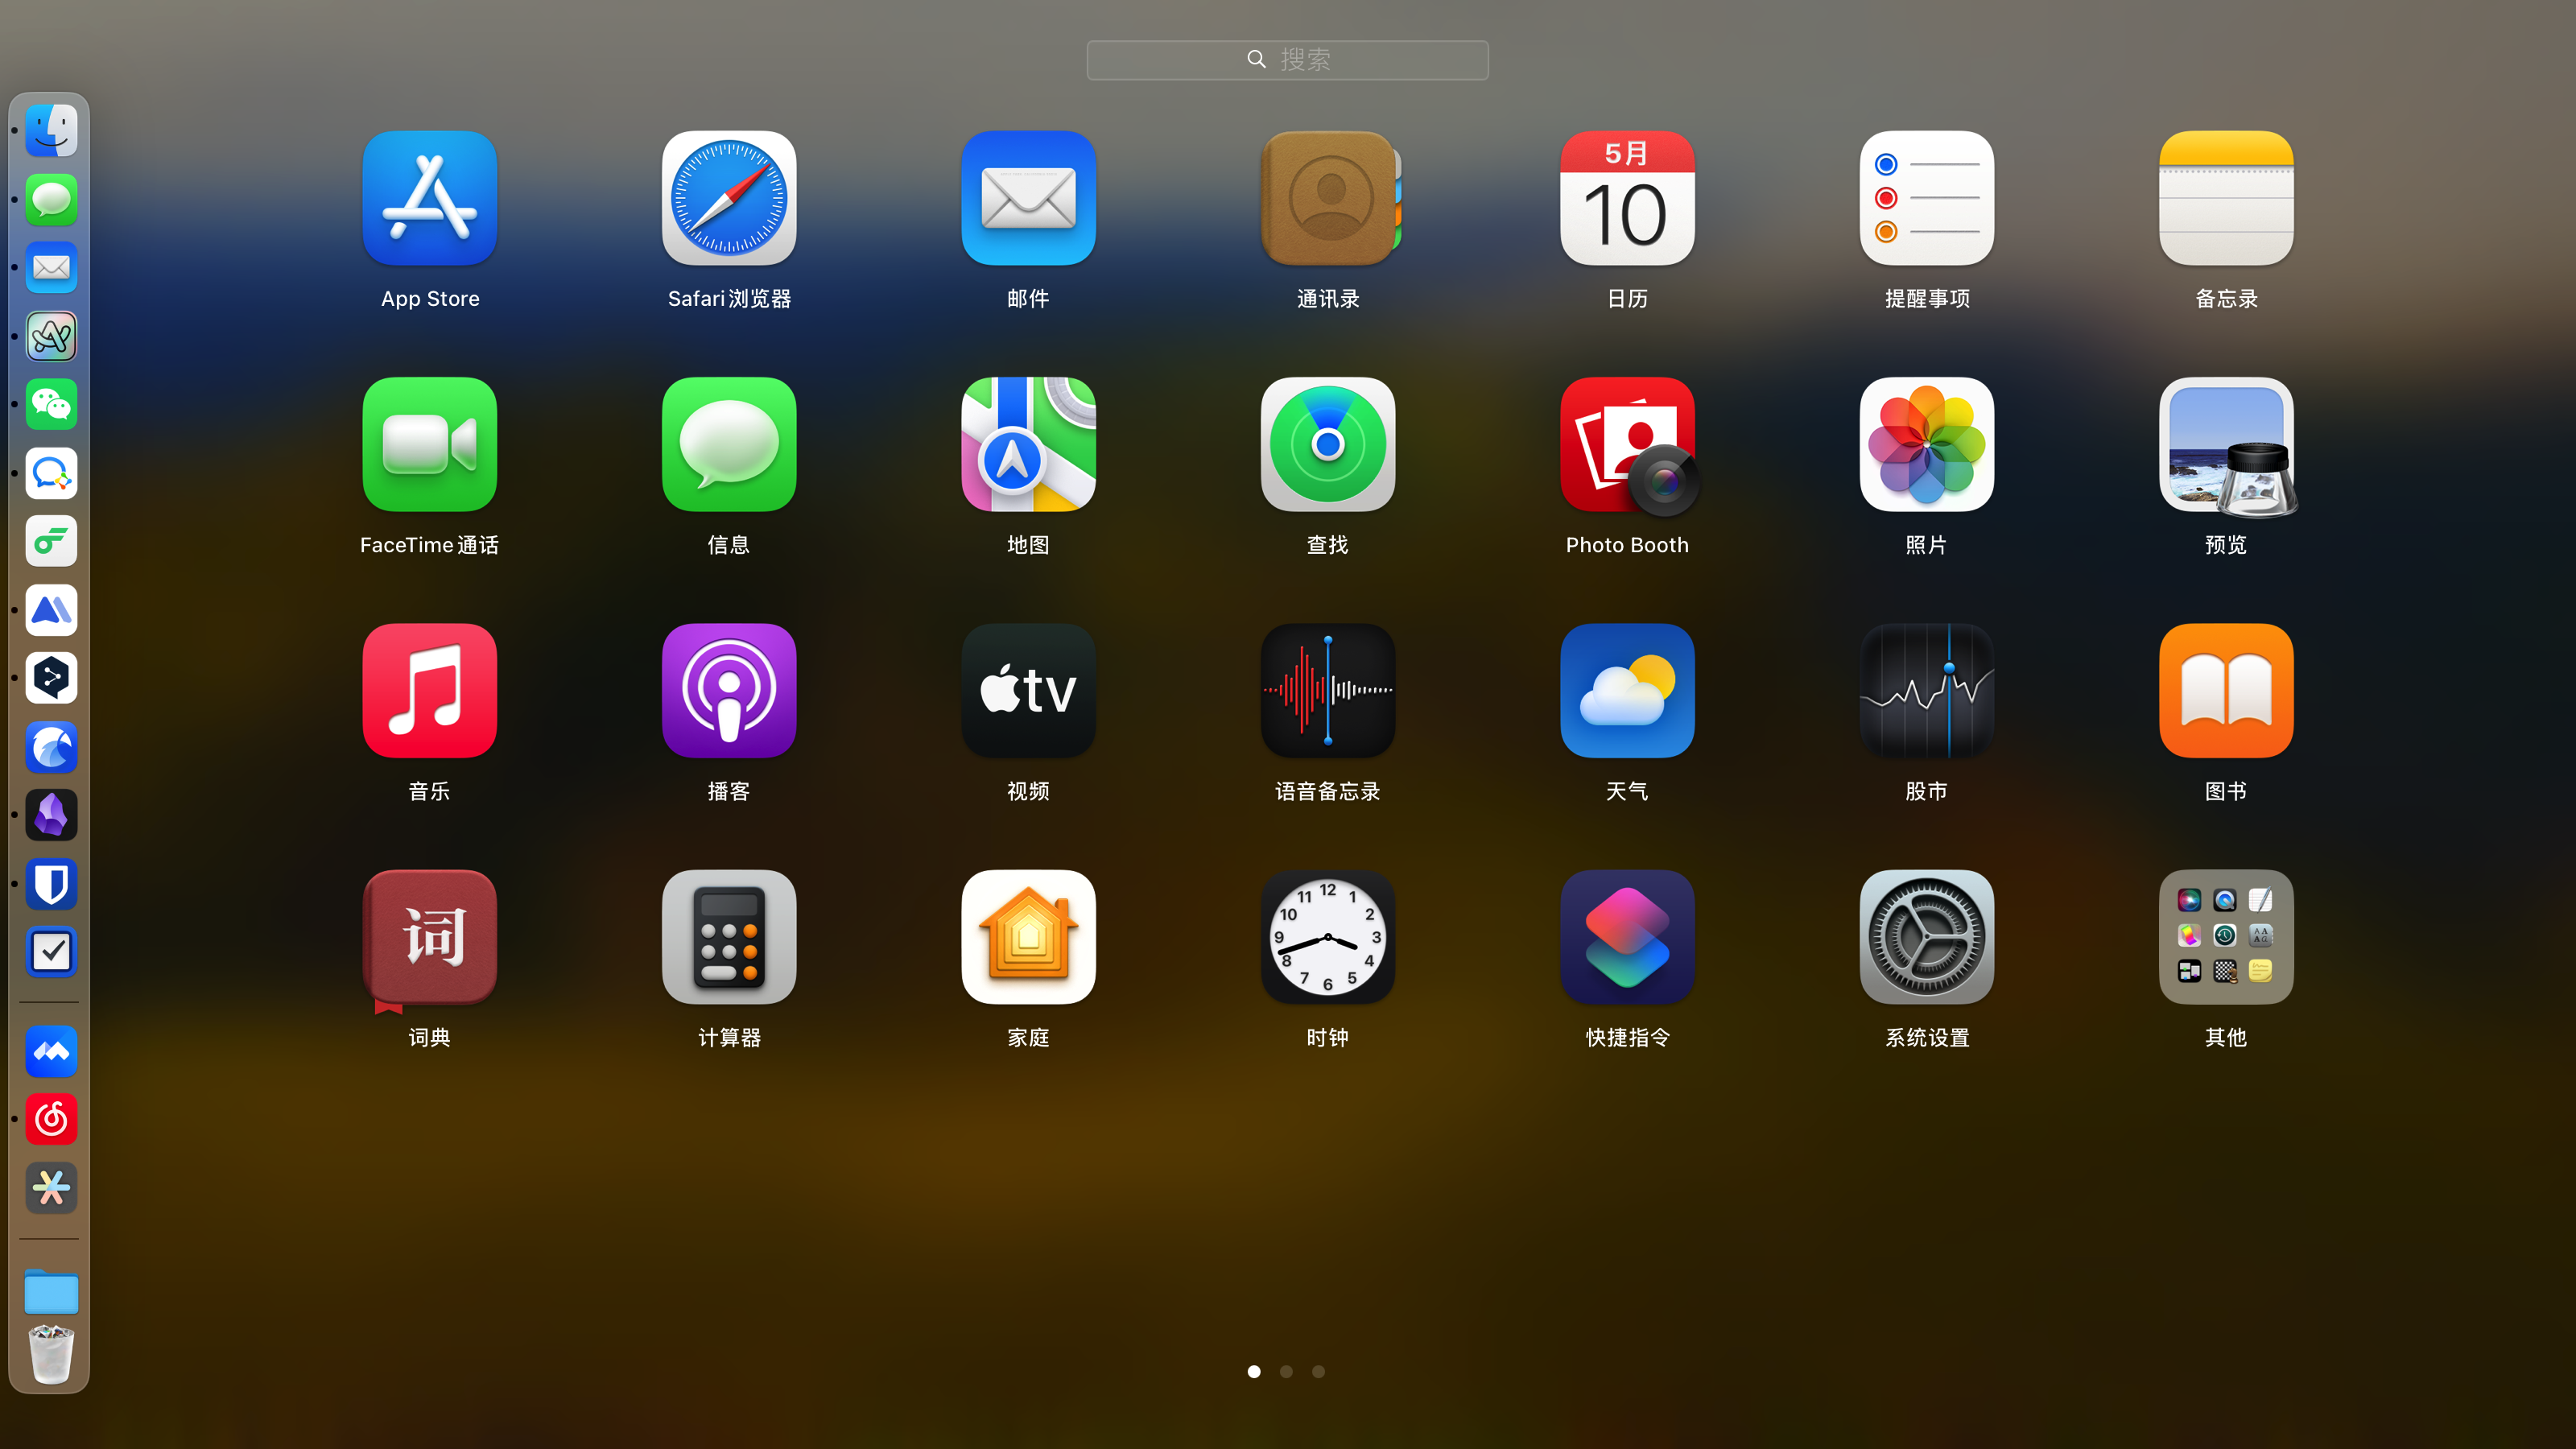 搜索
App Store
Safari浏览器
邮件
通讯录
5月
10
日历
提醒事项
备忘录
FaceTime通话
信息
地图
查找
Photo Booth
照片
预览
音乐
播客
tv
视频
语音备忘录
天气
股市
图书
词
词典
计算器
家庭
12
1
2
3
4
5
6
7
8
9
10
11
时钟
快捷指令
系统设置
其他